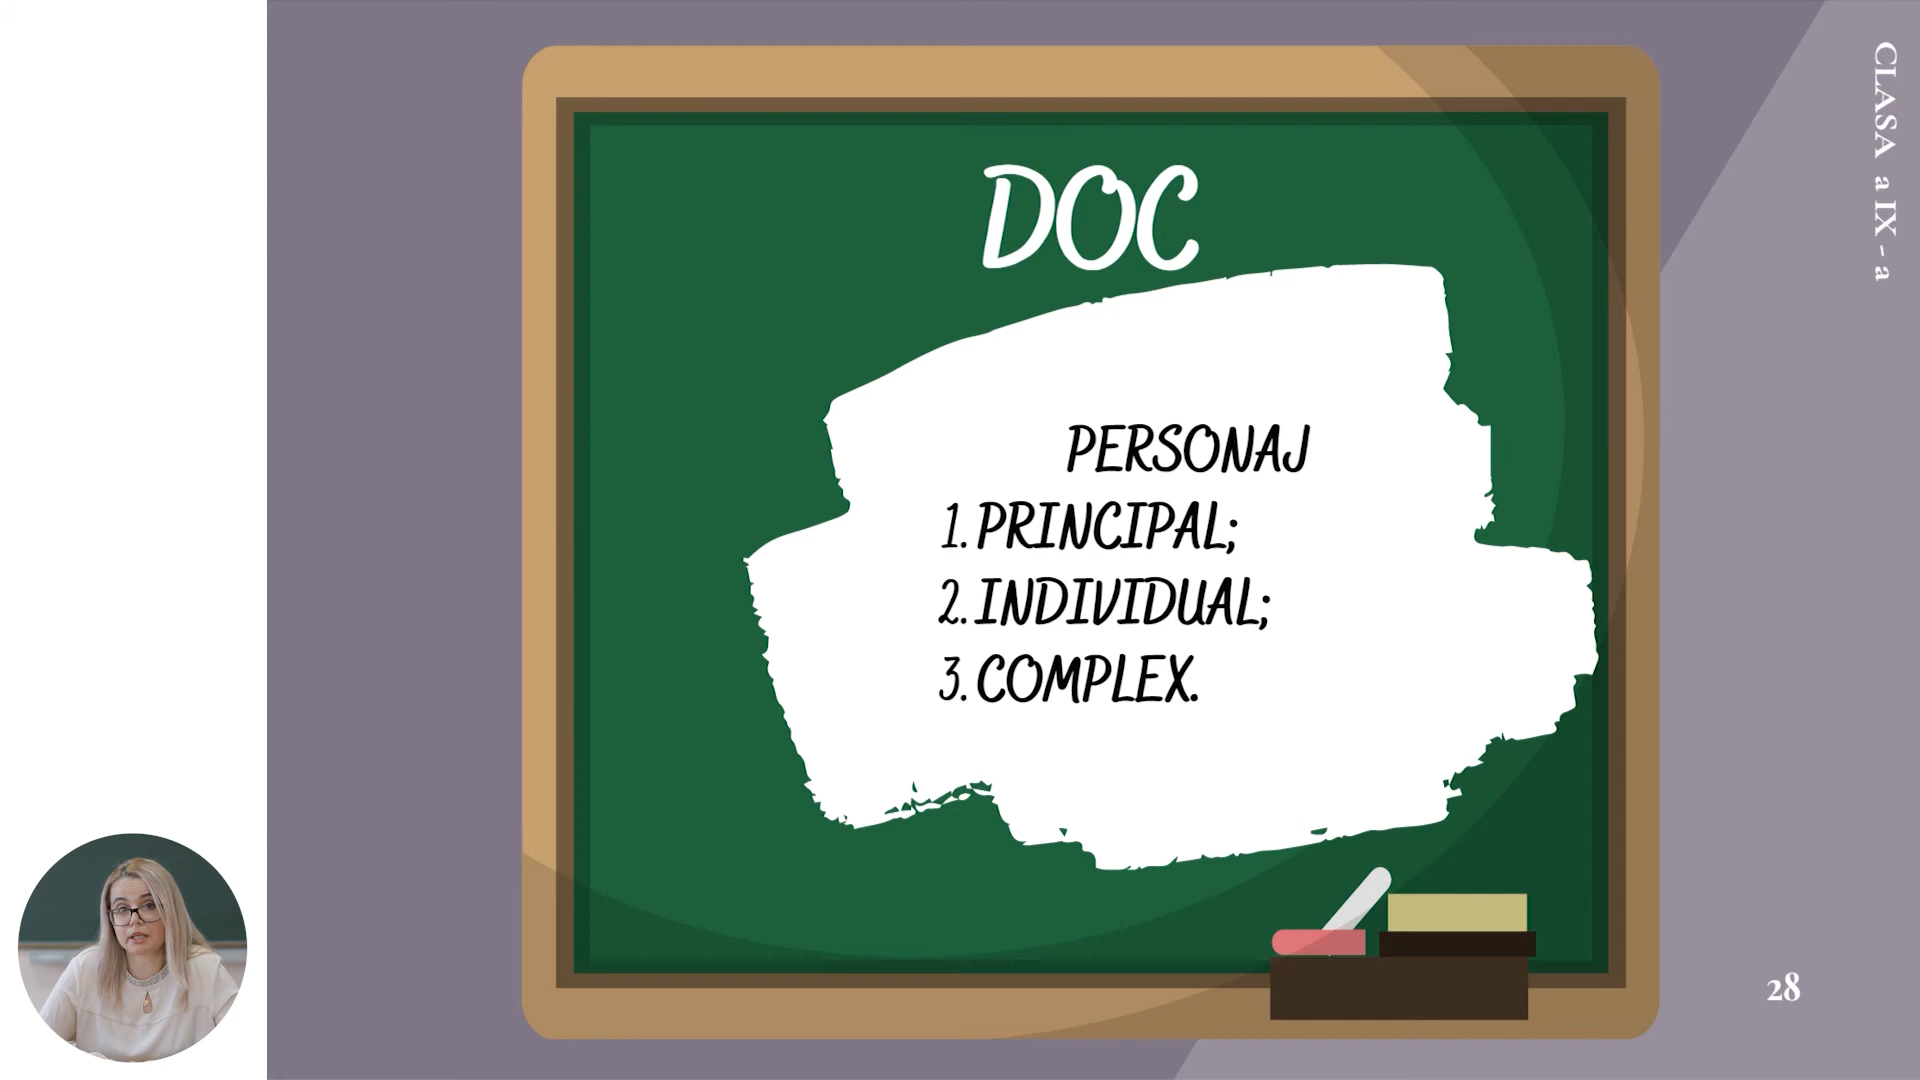 DOC
PERSONAJ
1. PRINCIPAL;
2. INDIVIDUAL;
3. COMPLEX.
CLASA a IX - a
28